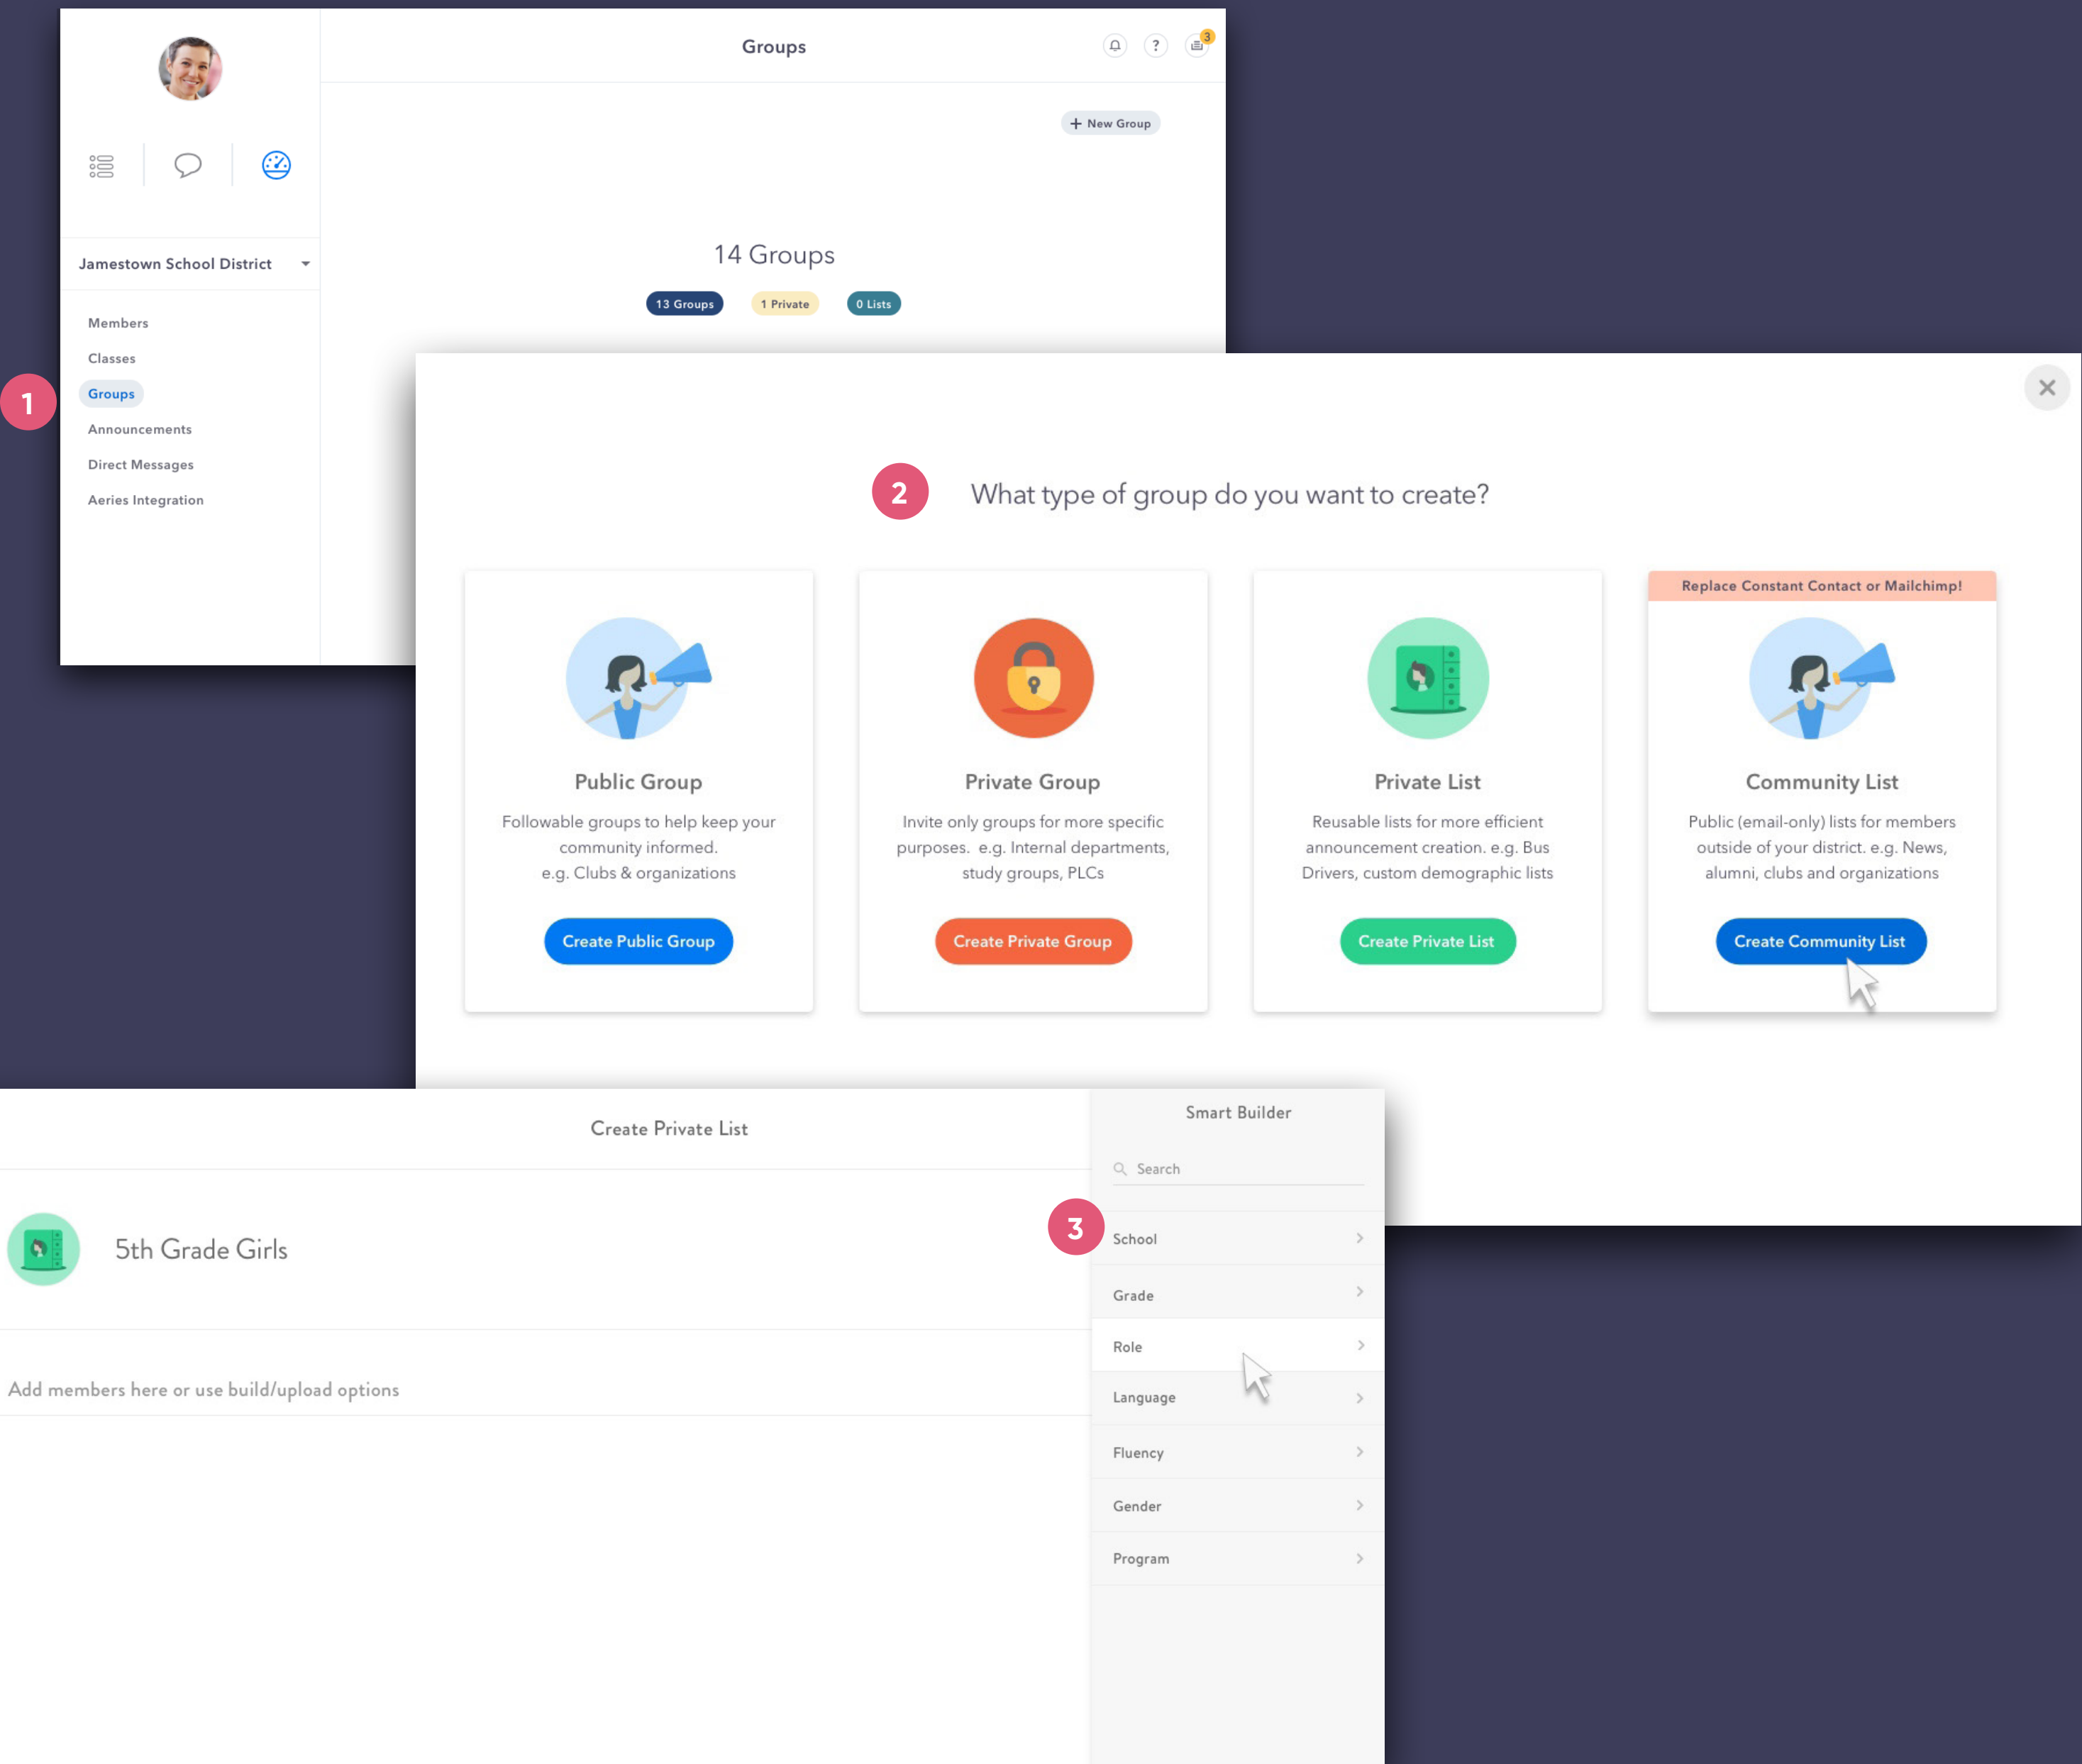 Groups
3
+ New Group
14 Groups
13 Groups
1 Private
0 Lists
Jamestown School District
Members
Classes
1
Groups
Announcements
Direct Messages
Aeries Integration
2
What type of group do you want to create?
Public Group
Followable groups to help keep your
community informed.
e.g. Clubs & organizations
Create Public Group
Private Group
Invite only groups for more specific
purposes. e.g. Internal departments,
study groups, PLCs
Create Private Group
Private List
Reusable lists for more efficient
announcement creation. e.g. Bus
Drivers, custom demographic lists
Create Private List
Replace Constant Contact or Mailchimp!
Community List
Public (email-only) lists for members
outside of your district. e.g. News,
alumni, clubs and organizations
Create Community List
Create Private List
5th Grade Girls
Add members here or use build/upload options
Smart Builder
Search
3
School
Grade
Role
Language
Fluency
Gender
Program